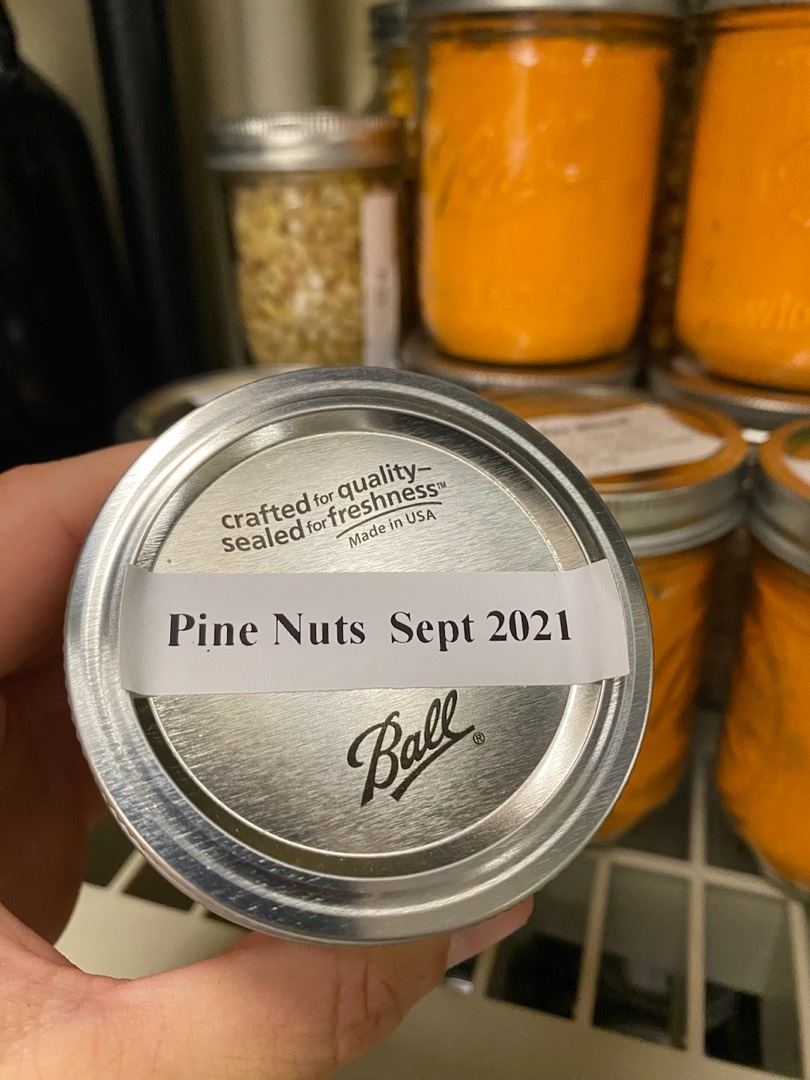 crafted for quality–
sealed for freshness™
Made in USA
Pine Nuts Sept 2021
Ball®